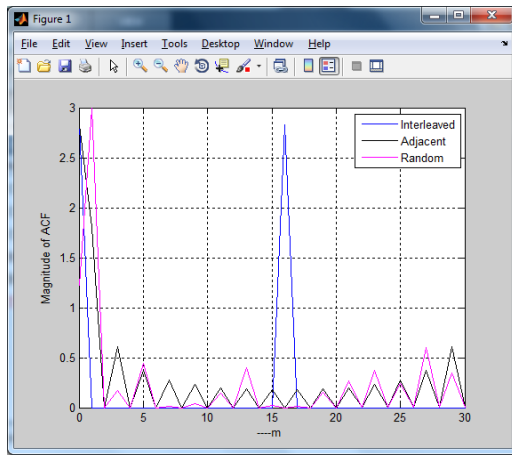 Figure 1
File Edit View Insert Tools Desktop Window Help
3
2.5
2
1.5
1
0.5
0
Magnitude of ACF
Interleaved
Adjacent
Random
0 5 10 15 20 25 30
----m